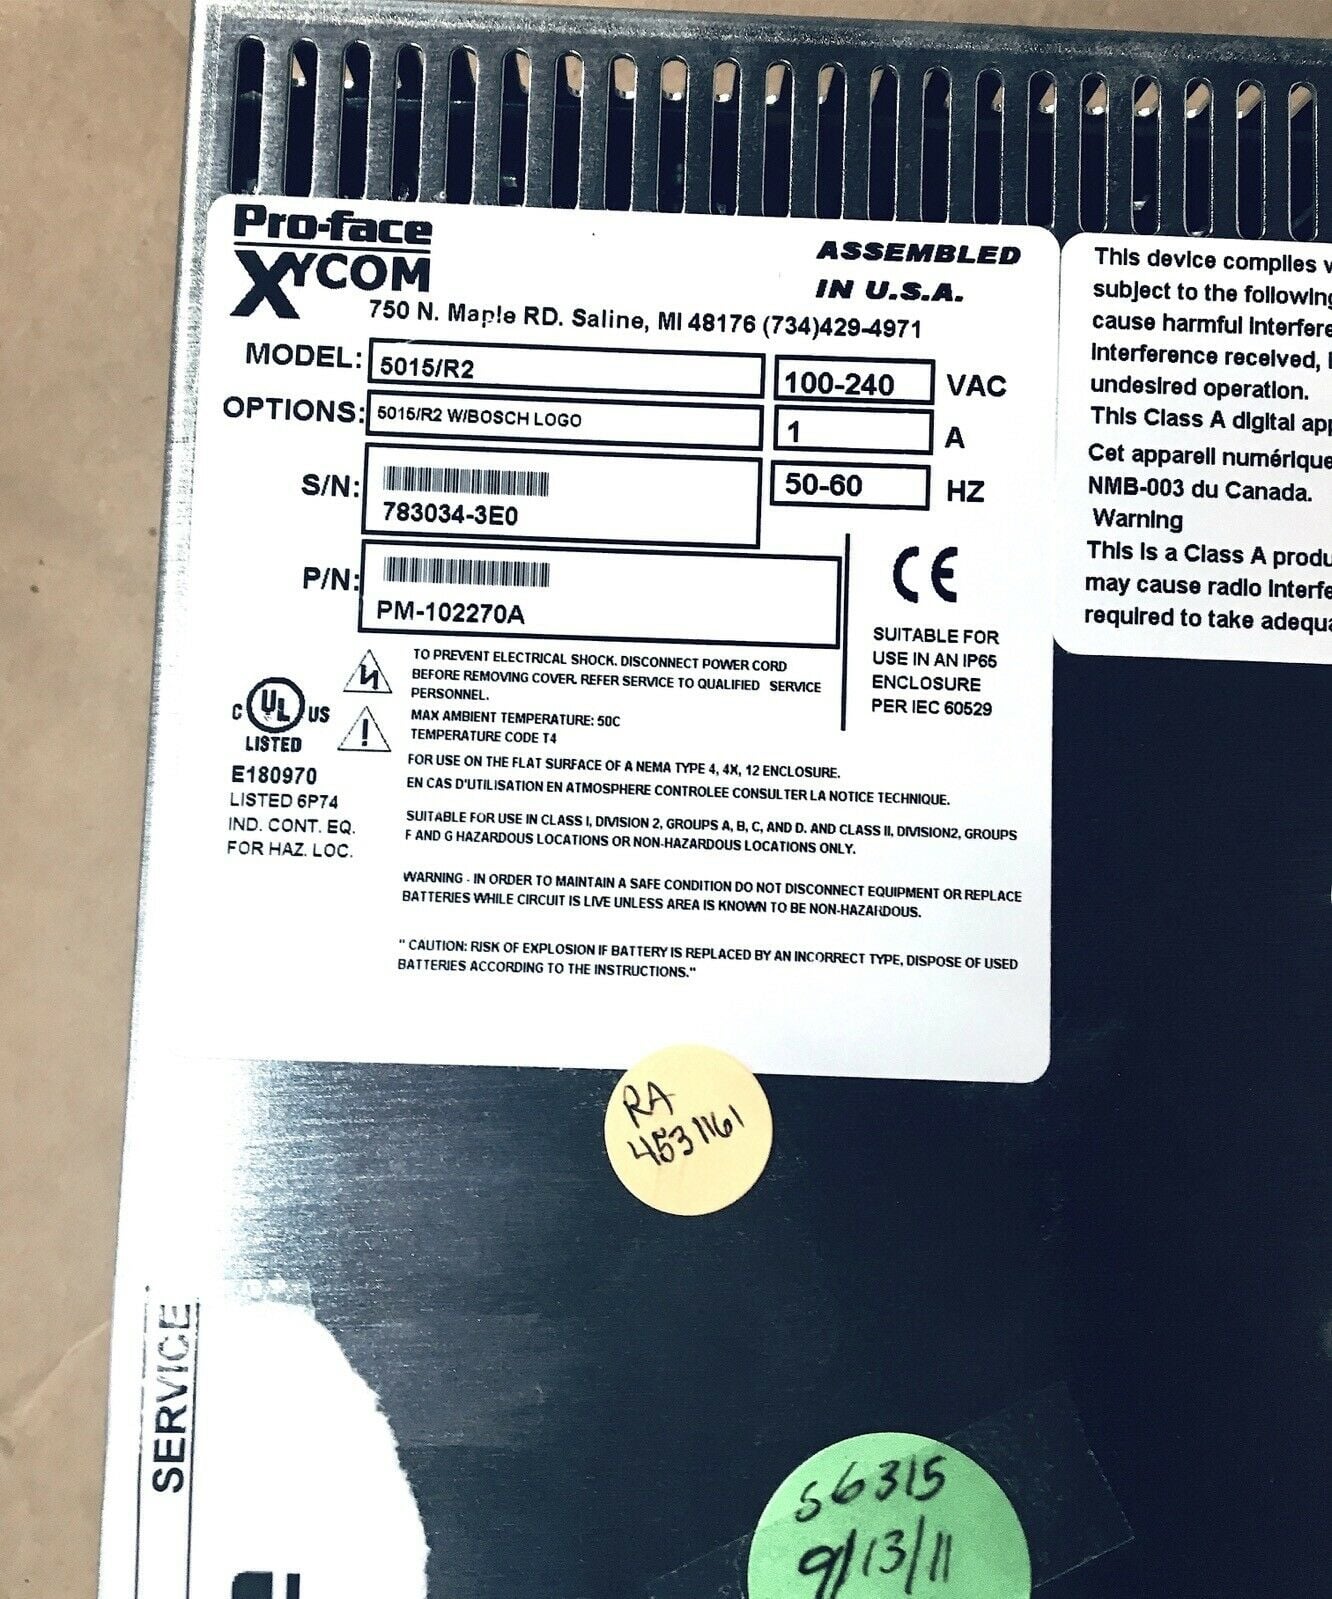 Pro-face
XYCOM
ASSEMBLED
IN U.S.A.
750 N. Maple RD. Saline, MI 48176 (734)429-4971
MODEL: 5015/R2 100-240 VAC
OPTIONS: 5015/R2 W/BOSCH LOGO 1 A
S/N: 783034-3E0 50-60 HZ
P/N: PM-102270A
CE
SUITABLE FOR
USE IN AN IP65
ENCLOSURE
PER IEC 60529
TO PREVENT ELECTRICAL SHOCK. DISCONNECT POWER CORD
BEFORE REMOVING COVER. REFER SERVICE TO QUALIFIED SERVICE
PERSONNEL.
MAX AMBIENT TEMPERATURE: 50C
TEMPERATURE CODE T4
C UL US
LISTED
E180970
LISTED 6P74
IND. CONT. EQ.
FOR HAZ. LOC.
FOR USE ON THE FLAT SURFACE OF A NEMA TYPE 4, 4X, 12 ENCLOSURE.
EN CAS D'UTILISATION EN ATMOSPHERE CONTROLEE CONSULTER LA NOTICE TECHNIQUE.
SUITABLE FOR USE IN CLASS I, DIVISION 2, GROUPS A, B, C, AND D. AND CLASS II, DIVISION2, GROUPS
F AND G HAZARDOUS LOCATIONS OR NON-HAZARDOUS LOCATIONS ONLY.
WARNING - IN ORDER TO MAINTAIN A SAFE CONDITION DO NOT DISCONNECT EQUIPMENT OR REPLACE
BATTERIES WHILE CIRCUIT IS LIVE UNLESS AREA IS KNOWN TO BE NON-HAZARDOUS.
" CAUTION: RISK OF EXPLOSION IF BATTERY IS REPLACED BY AN INCORRECT TYPE, DISPOSE OF USED
BATTERIES ACCORDING TO THE INSTRUCTIONS."
This device complies
subject to the following
cause harmful Interfere
Interference received,
undesired operation.
This Class A digital app
Cet appareil numérique
NMB-003 du Canada.
Warning
This Is a Class A produ
may cause radio Interfe
required to take adequa
RA
4531161
S6315
9/13/11
SERVICE